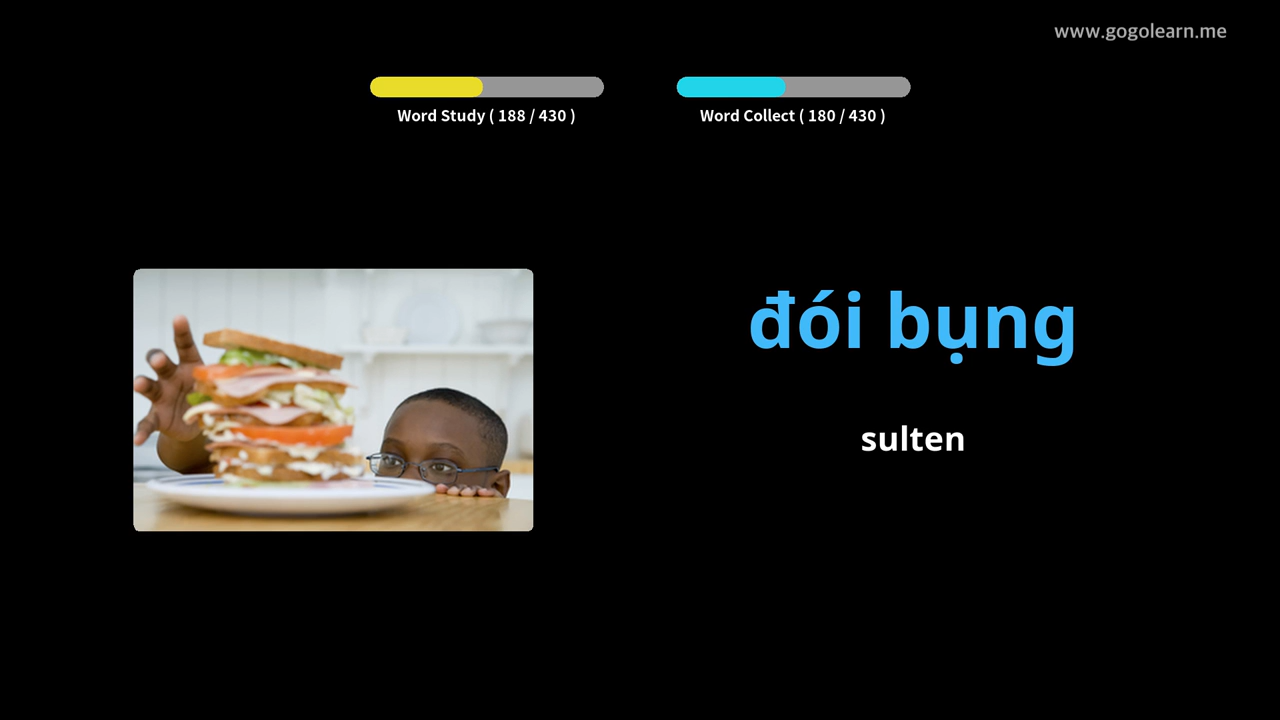 www.gogolearn.me
Word Study ( 188 / 430 )
Word Collect ( 180 / 430 )
đói bụng
sulten